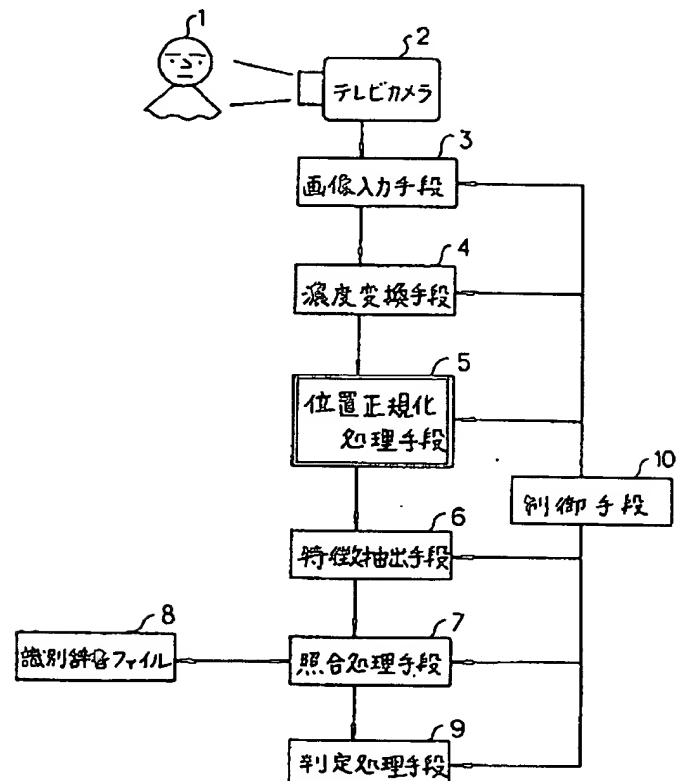 1
2
テレビカメラ
3
画像入力手段
4
濃度変換手段
5
位置正規化
処理手段
10
制御手段
6
特徴抽出手段
7
照合処理手段
8
識別辞書ファイル
9
判定処理手段